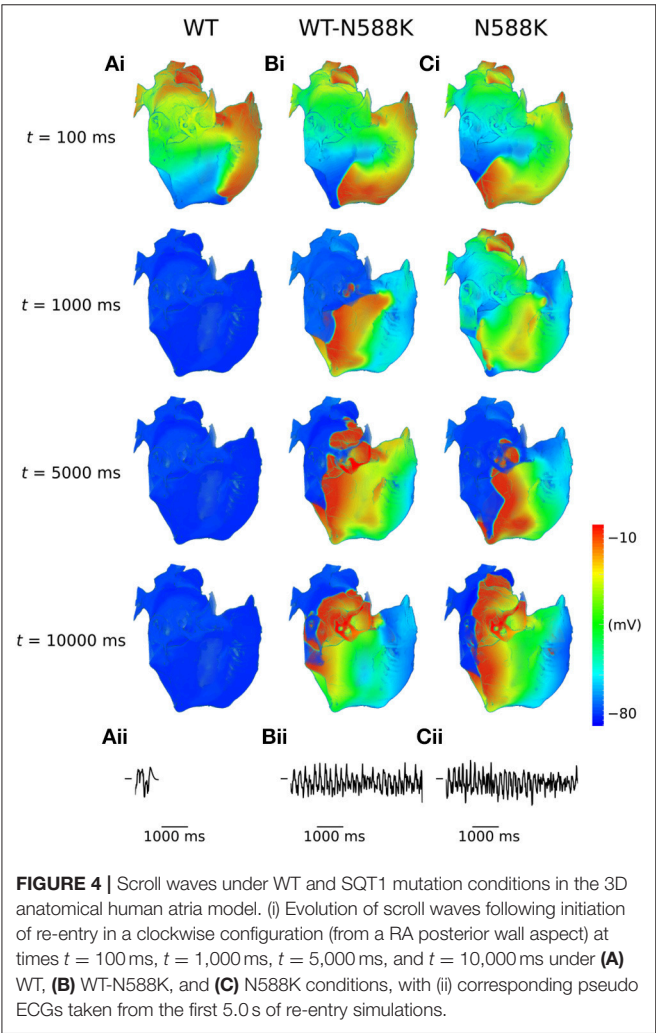 WT WT-N588K N588K
Ai Bi Ci
t = 100 ms
t = 1000 ms
t = 5000 ms
−10
(mV)
t = 10000 ms
−80
Aii Bii Cii
1000 ms 1000 ms 1000 ms
FIGURE 4 | Scroll waves under WT and SQT1 mutation conditions in the 3D
anatomical human atria model. (i) Evolution of scroll waves following initiation
of re-entry in a clockwise configuration (from a RA posterior wall aspect) at
times t = 100 ms, t = 1,000 ms, t = 5,000 ms, and t = 10,000 ms under (A)
WT, (B) WT-N588K, and (C) N588K conditions, with (ii) corresponding pseudo
ECGs taken from the first 5.0 s of re-entry simulations.